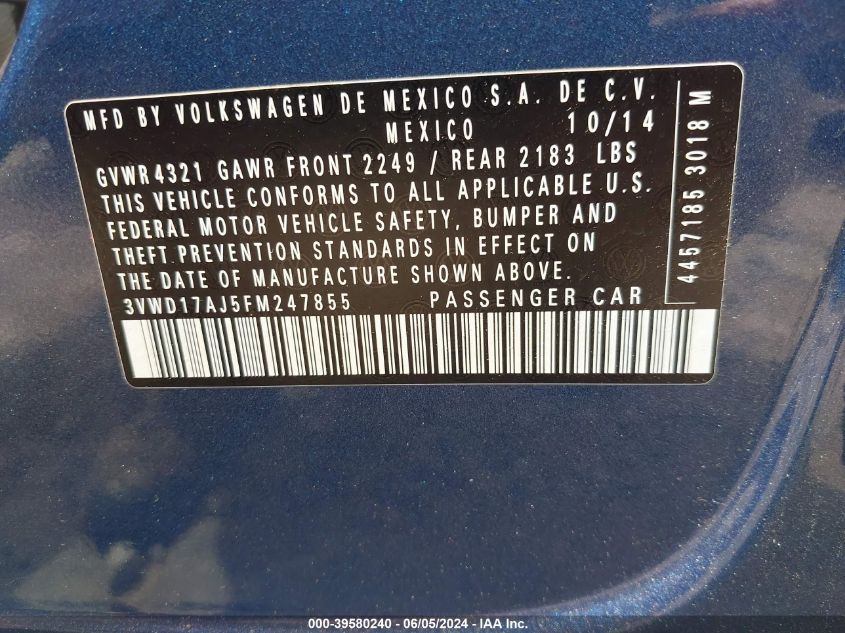 MFD BY VOLKSWAGEN DE MEXICO S.A. DE C.V.
MEXICO 10/14
GVWR 4321 GAWR FRONT 2249 / REAR 2183 LBS
THIS VEHICLE CONFORMS TO ALL APPLICABLE U.S.
FEDERAL MOTOR VEHICLE SAFETY, BUMPER AND
THEFT PREVENTION STANDARDS IN EFFECT ON
THE DATE OF MANUFACTURE SHOWN ABOVE.
3VWD17AJ5FM247855 PASSENGER CAR
4457185 3018 M
000-39580240 - 06/05/2024 - IAA Inc.